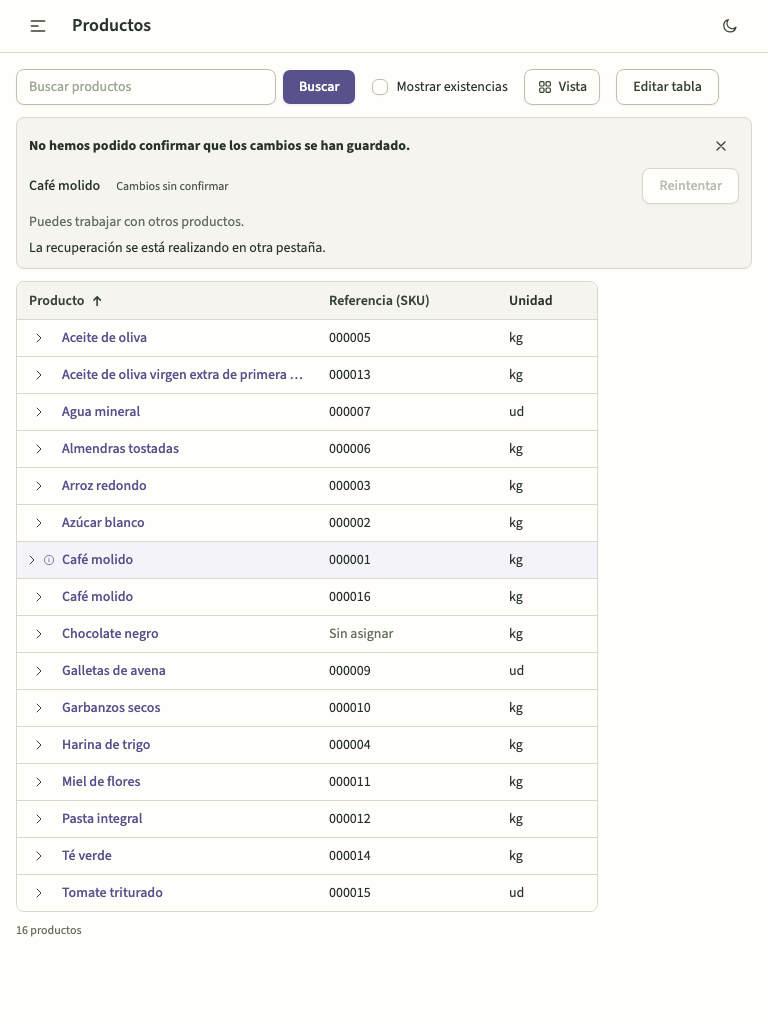 Productos
Buscar productos
Buscar
Mostrar existencias
Vista
Editar tabla
No hemos podido confirmar que los cambios se han guardado.
Café molido Cambios sin confirmar
Reintentar
Puedes trabajar con otros productos.
La recuperación se está realizando en otra pestaña.
Producto Referencia (SKU) Unidad
Aceite de oliva 000005 kg
Aceite de oliva virgen extra de primera … 000013 kg
Agua mineral 000007 ud
Almendras tostadas 000006 kg
Arroz redondo 000003 kg
Azúcar blanco 000002 kg
Café molido 000001 kg
Café molido 000016 kg
Chocolate negro Sin asignar kg
Galletas de avena 000009 ud
Garbanzos secos 000010 kg
Harina de trigo 000004 kg
Miel de flores 000011 kg
Pasta integral 000012 kg
Té verde 000014 kg
Tomate triturado 000015 ud
16 productos